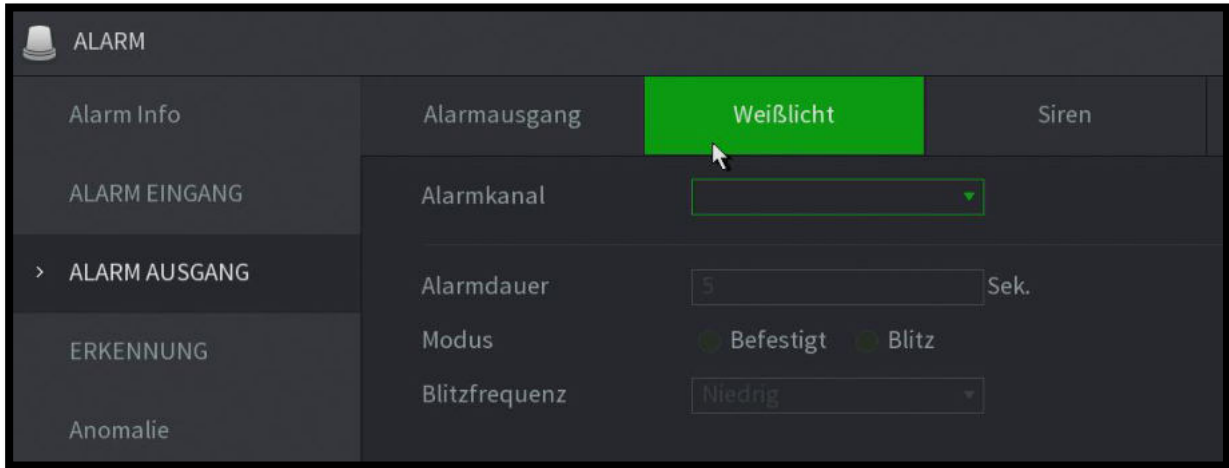 ALARM
Alarm Info
ALARM EINGANG
ALARM AUSGANG
ERKENNUNG
Anomalie
Alarmausgang Weißlicht Siren
Alarmkanal
Alarmdauer 5 Sek.
Modus Befestigt Blitz
Blitzfrequenz Niedrig